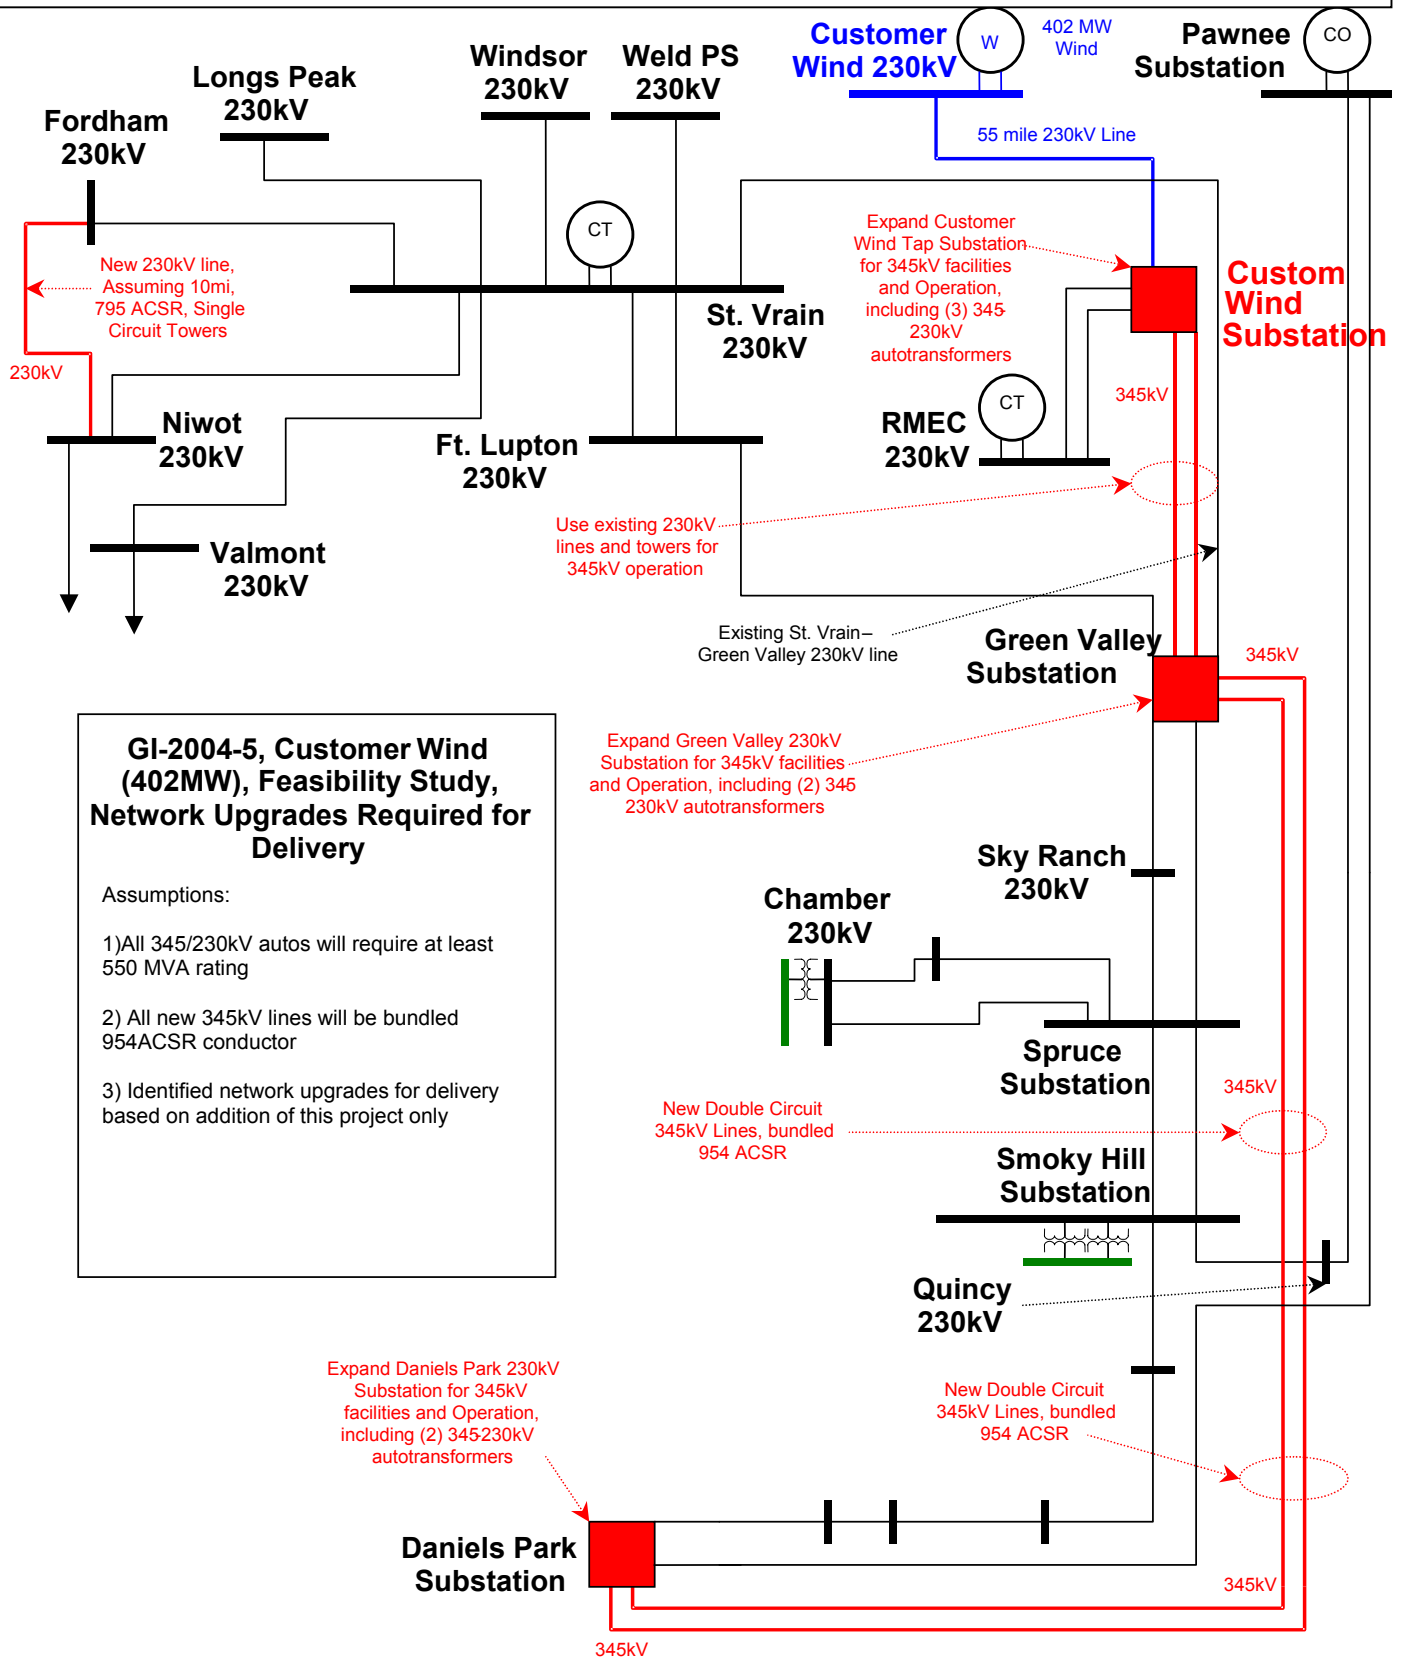 Customer
Wind 230kV
W
402 MW
Wind
Pawnee
Substation
CO
Windsor
230kV
Weld PS
230kV
Longs Peak
230kV
Fordham
230kV
55 mile 230kV Line
CT
Expand Customer
Wind Tap Substation
for 345kV facilities
and Operation,
including (3) 345-
230kV
autotransformers
Custom
Wind
Substation
New 230kV line,
Assuming 10mi,
795 ACSR, Single
Circuit Towers
St. Vrain
230kV
230kV
345kV
CT
RMEC
230kV
Niwot
230kV
Ft. Lupton
230kV
Use existing 230kV
lines and towers for
345kV operation
Valmont
230kV
Existing St. Vrain–
Green Valley 230kV line
Green Valley
Substation
345kV
GI-2004-5, Customer Wind
(402MW), Feasibility Study,
Network Upgrades Required for
Delivery
Assumptions:
1)All 345/230kV autos will require at least
550 MVA rating
2) All new 345kV lines will be bundled
954ACSR conductor
3) Identified network upgrades for delivery
based on addition of this project only
Expand Green Valley 230kV
Substation for 345kV facilities
and Operation, including (2) 345-
230kV autotransformers
Sky Ranch
230kV
Chamber
230kV
Spruce
Substation
345kV
New Double Circuit
345kV Lines, bundled
954 ACSR
Smoky Hill
Substation
Quincy
230kV
Expand Daniels Park 230kV
Substation for 345kV
facilities and Operation,
including (2) 345-230kV
autotransformers
New Double Circuit
345kV Lines, bundled
954 ACSR
Daniels Park
Substation
345kV
345kV